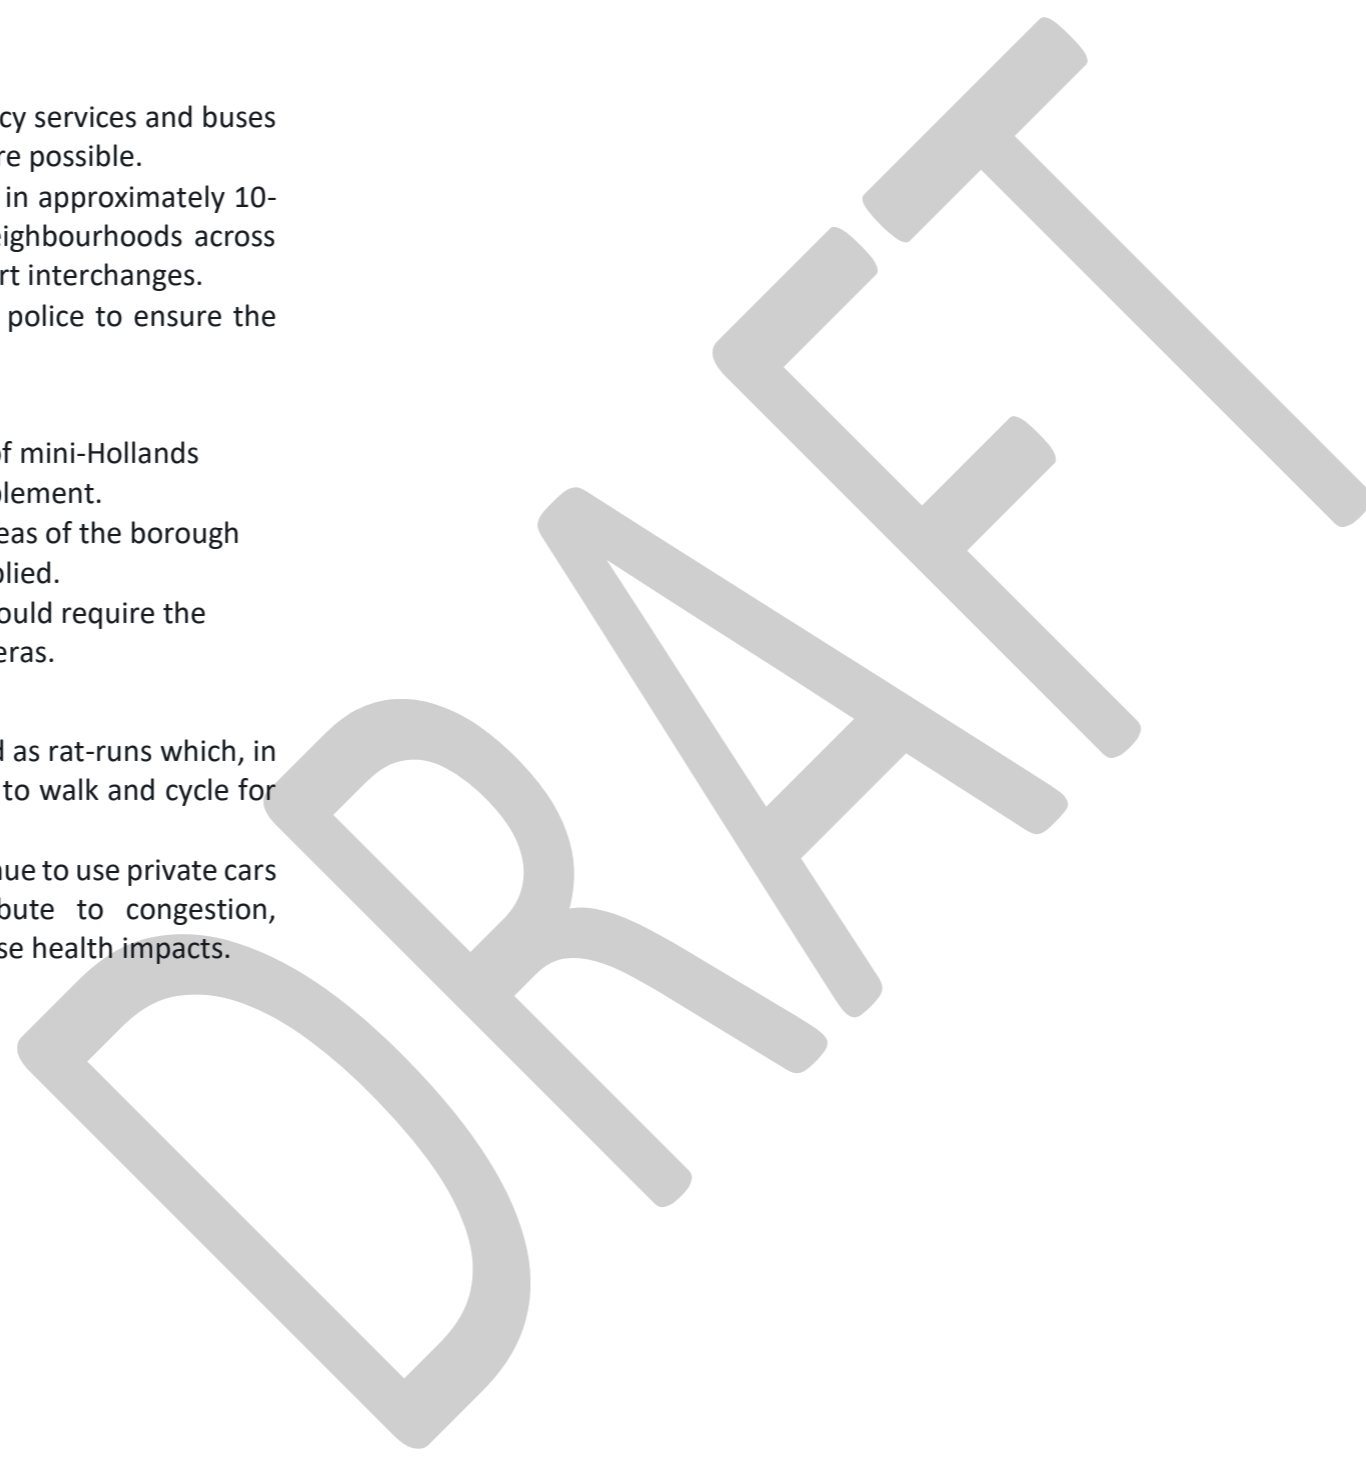 cy services and buses
re possible.
in approximately 10-
eighbourhoods across
rt interchanges.
police to ensure the
of mini-Hollands
plement.
eas of the borough
plied.
ould require the
eras.
d as rat-runs which, in
to walk and cycle for
nue to use private cars
bute to congestion,
se health impacts.
DRAFT